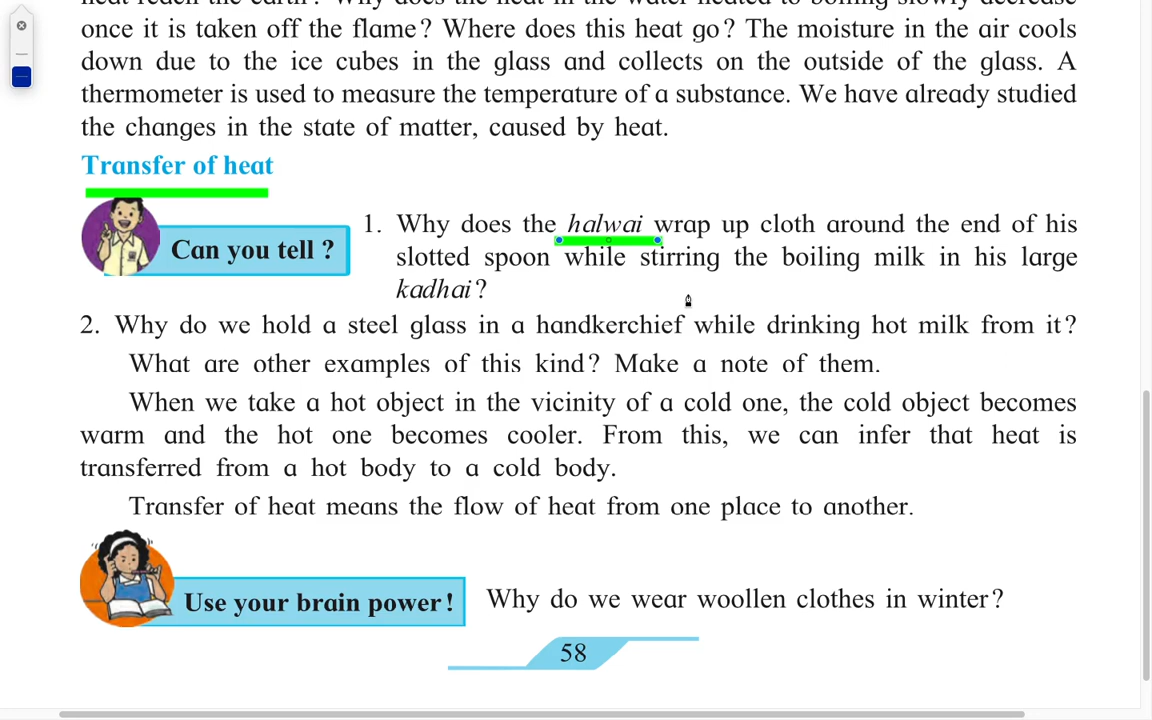 once it is taken off the flame? Where does this heat go? The moisture in the air cools
down due to the ice cubes in the glass and collects on the outside of the glass. A
thermometer is used to measure the temperature of a substance. We have already studied
the changes in the state of matter, caused by heat.
Transfer of heat
Can you tell ?
1. Why does the halwai wrap up cloth around the end of his
slotted spoon while stirring the boiling milk in his large
kadhai?
2. Why do we hold a steel glass in a handkerchief while drinking hot milk from it?
What are other examples of this kind? Make a note of them.
When we take a hot object in the vicinity of a cold one, the cold object becomes
warm and the hot one becomes cooler. From this, we can infer that heat is
transferred from a hot body to a cold body.
Transfer of heat means the flow of heat from one place to another.
Use your brain power!
Why do we wear woollen clothes in winter?
58